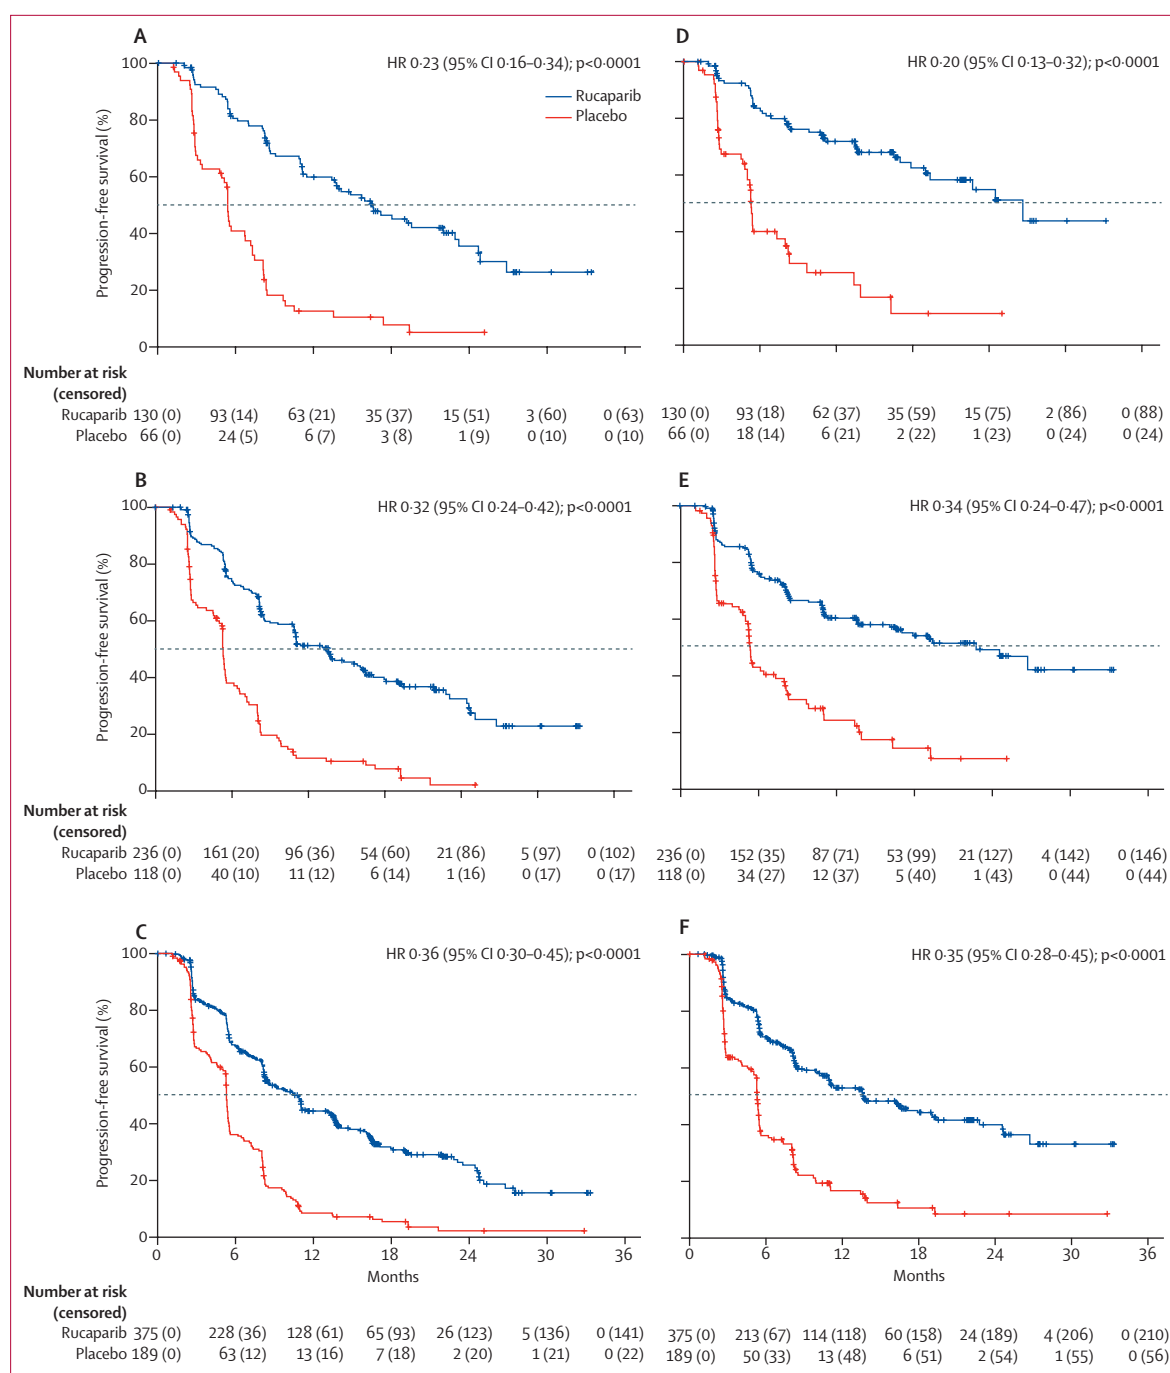 A
HR 0·23 (95% CI 0·16–0·34); p<0·0001
Rucaparib
Placebo
Progression-free survival (%)
100
80
60
40
20
0
Number at risk
(censored)
Rucaparib 130 (0) 93 (14) 63 (21) 35 (37) 15 (51) 3 (60) 0 (63)
Placebo 66 (0) 24 (5) 6 (7) 3 (8) 1 (9) 0 (10) 0 (10)
D
HR 0·20 (95% CI 0·13–0·32); p<0·0001
130 (0) 93 (18) 62 (37) 35 (59) 15 (75) 2 (86) 0 (88)
66 (0) 18 (14) 6 (21) 2 (22) 1 (23) 0 (24) 0 (24)
B
HR 0·32 (95% CI 0·24–0·42); p<0·0001
Progression-free survival (%)
100
80
60
40
20
0
Number at risk
(censored)
Rucaparib 236 (0) 161 (20) 96 (36) 54 (60) 21 (86) 5 (97) 0 (102)
Placebo 118 (0) 40 (10) 11 (12) 6 (14) 1 (16) 0 (17) 0 (17)
E
HR 0·34 (95% CI 0·24–0·47); p<0·0001
236 (0) 152 (35) 87 (71) 53 (99) 21 (127) 4 (142) 0 (146)
118 (0) 34 (27) 12 (37) 5 (40) 1 (43) 0 (44) 0 (44)
C
HR 0·36 (95% CI 0·30–0·45); p<0·0001
Progression-free survival (%)
100
80
60
40
20
0
0 6 12 18 24 30 36
Months
Number at risk
(censored)
Rucaparib 375 (0) 228 (36) 128 (61) 65 (93) 26 (123) 5 (136) 0 (141)
Placebo 189 (0) 63 (12) 13 (16) 7 (18) 2 (20) 1 (21) 0 (22)
F
HR 0·35 (95% CI 0·28–0·45); p<0·0001
0 6 12 18 24 30 36
Months
375 (0) 213 (67) 114 (118) 60 (158) 24 (189) 4 (206) 0 (210)
189 (0) 50 (33) 13 (48) 6 (51) 2 (54) 1 (55) 0 (56)